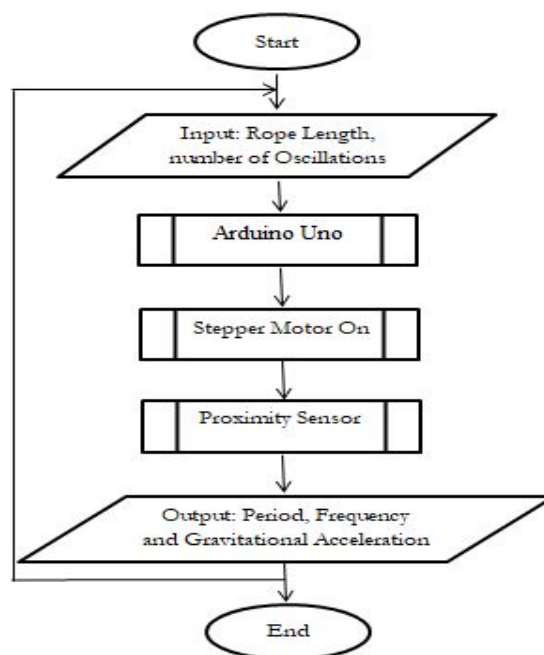 Start
Input: Rope Length,
number of Oscillations
Arduino Uno
Stepper Motor On
Proximity Sensor
Output: Period, Frequency
and Gravitational Acceleration
End